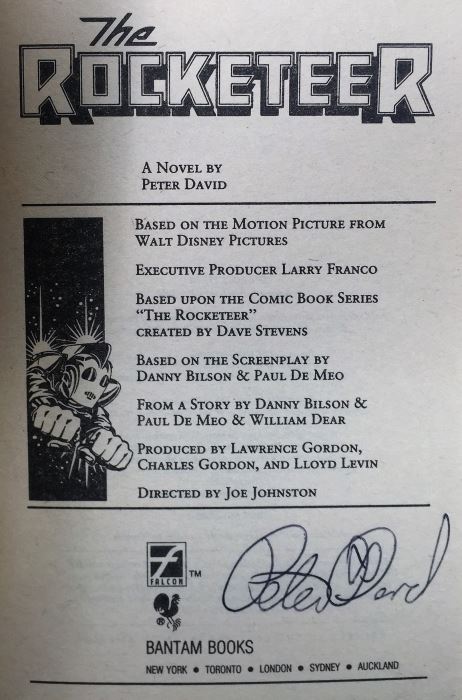 The
ROCKETEER
A NOVEL BY
PETER DAVID
BASED ON THE MOTION PICTURE FROM
WALT DISNEY PICTURES
EXECUTIVE PRODUCER LARRY FRANCO
BASED UPON THE COMIC BOOK SERIES
"THE ROCKETEER"
CREATED BY DAVE STEVENS
BASED ON THE SCREENPLAY BY
DANNY BILSON & PAUL DE MEO
FROM A STORY BY DANNY BILSON &
PAUL DE MEO & WILLIAM DEAR
PRODUCED BY LAWRENCE GORDON,
CHARLES GORDON, AND LLOYD LEVIN
DIRECTED BY JOE JOHNSTON
F
FALCON ™
®
Peter David
BANTAM BOOKS
NEW YORK • TORONTO • LONDON • SYDNEY • AUCKLAND